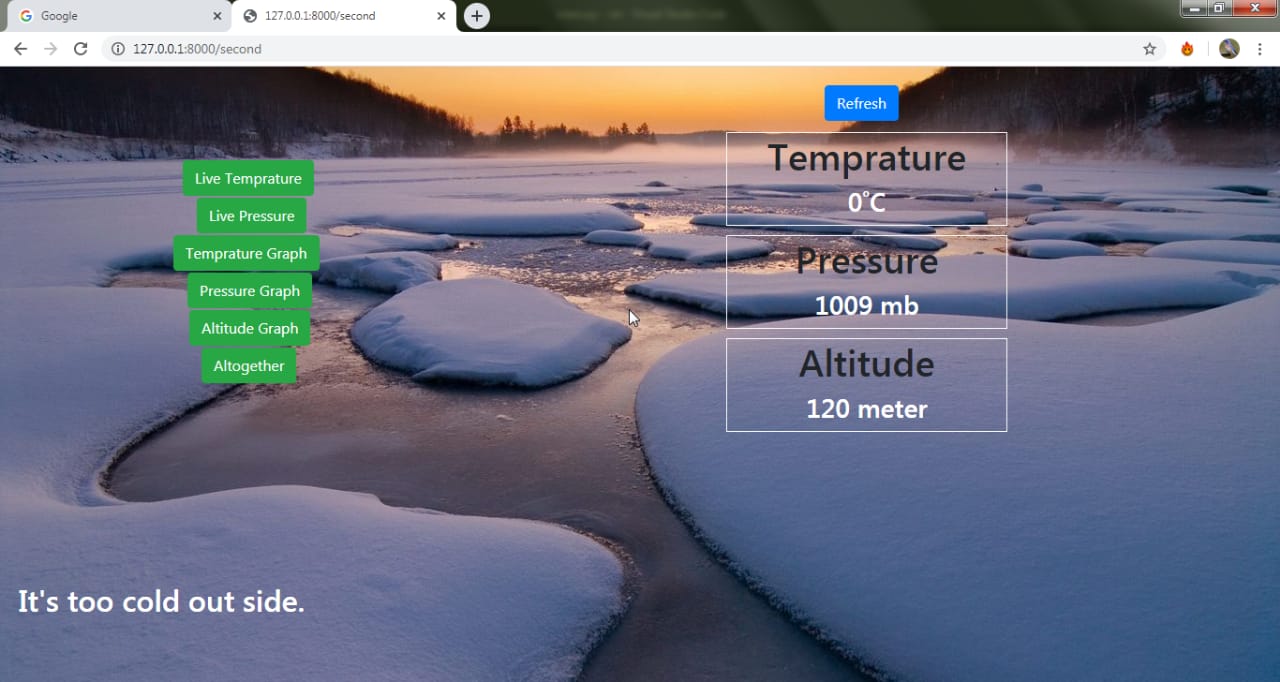 Google
127.0.0.1:8000/second
127.0.0.1:8000/second
Refresh
Temprature
0°C
Live Temprature
Live Pressure
Temprature Graph
Pressure Graph
Altitude Graph
Altogether
Pressure
1009 mb
Altitude
120 meter
It's too cold out side.